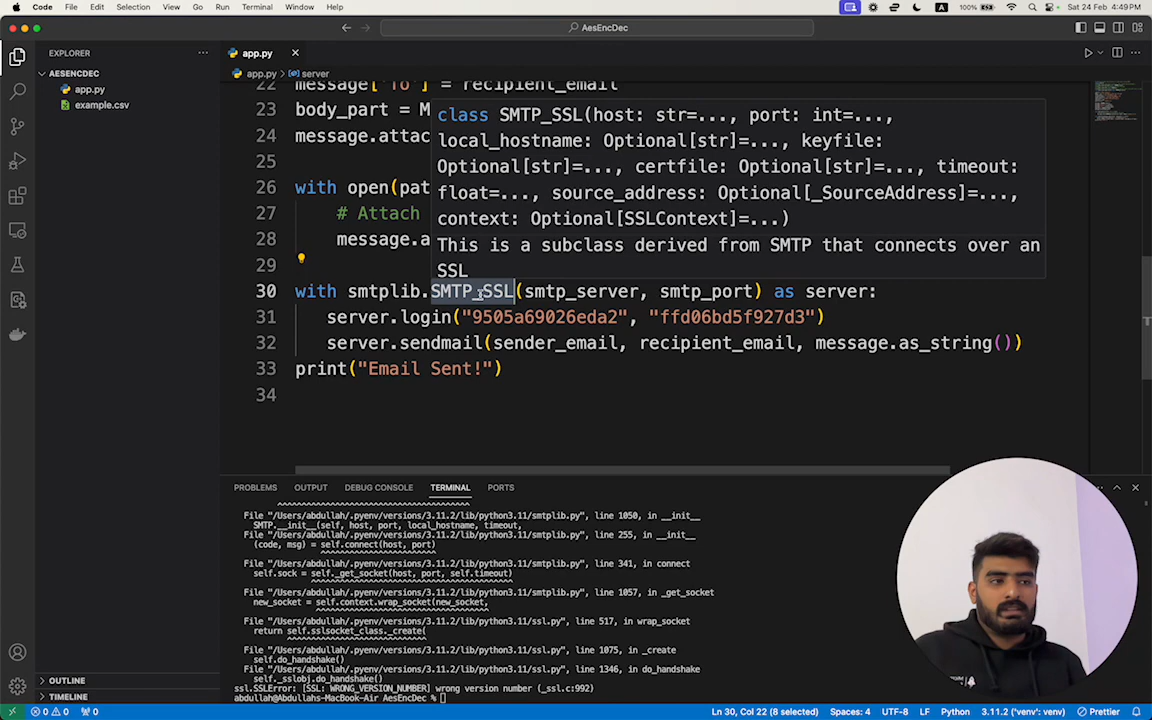 Code File Edit Selection View Go Run Terminal Window Help A 100% Sat 24 Feb 4:49 PM
AesEncDec
EXPLORER
app.py
AESENCDEC
app.py
example.csv
app.py > server
22 message['To'] = recipient_email
23 body_part = M
24 message.attac
25
26 with open(pat
27 # Attach
28 message.a
29
class SMTP_SSL(host: str=..., port: int=...,
local_hostname: Optional[str]=..., keyfile:
Optional[str]=..., certfile: Optional[str]=..., timeout:
float=..., source_address: Optional[_SourceAddress]=...,
context: Optional[SSLContext]=...)
This is a subclass derived from SMTP that connects over an
SSL
30 with smtplib.SMTP_SSL(smtp_server, smtp_port) as server:
31 server.login("9505a69026eda2", "ffd06bd5f927d3")
32 server.sendmail(sender_email, recipient_email, message.as_string())
33 print("Email Sent!")
34
PROBLEMS OUTPUT DEBUG CONSOLE TERMINAL PORTS
^^^^^^^^^^^^^^^^^^^^^^^^^^^^^^^^^^^^^^^
File "/Users/abdullah/.pyenv/versions/3.11.2/lib/python3.11/smtplib.py", line 1050, in __init__
SMTP.__init__(self, host, port, local_hostname, timeout,
File "/Users/abdullah/.pyenv/versions/3.11.2/lib/python3.11/smtplib.py", line 255, in __init__
(code, msg) = self.connect(host, port)
^^^^^^^^^^^^^^^^^^^^^^^^
File "/Users/abdullah/.pyenv/versions/3.11.2/lib/python3.11/smtplib.py", line 341, in connect
self.sock = self._get_socket(host, port, self.timeout)
^^^^^^^^^^^^^^^^^^^^^^^^^^^^^^^^^^^^^^^^^^
File "/Users/abdullah/.pyenv/versions/3.11.2/lib/python3.11/smtplib.py", line 1057, in _get_socket
new_socket = self.context.wrap_socket(new_socket,
^^^^^^^^^^^^^^^^^^^^^^^^^^^^^^^^^^^^
File "/Users/abdullah/.pyenv/versions/3.11.2/lib/python3.11/ssl.py", line 517, in wrap_socket
return self.sslsocket_class._create(
^^^^^^^^^^^^^^^^^^^^^^^^^^^^^
File "/Users/abdullah/.pyenv/versions/3.11.2/lib/python3.11/ssl.py", line 1075, in _create
self.do_handshake()
File "/Users/abdullah/.pyenv/versions/3.11.2/lib/python3.11/ssl.py", line 1346, in do_handshake
self._sslobj.do_handshake()
ssl.SSLError: [SSL: WRONG_VERSION_NUMBER] wrong version number (_ssl.c:992)
abdullah@Abdullahs-MacBook-Air AesEncDec %
OUTLINE
TIMELINE
0 0 0 Ln 30, Col 22 (8 selected) Spaces: 4 UTF-8 LF Python 3.11.2 ('venv': venv) Prettier